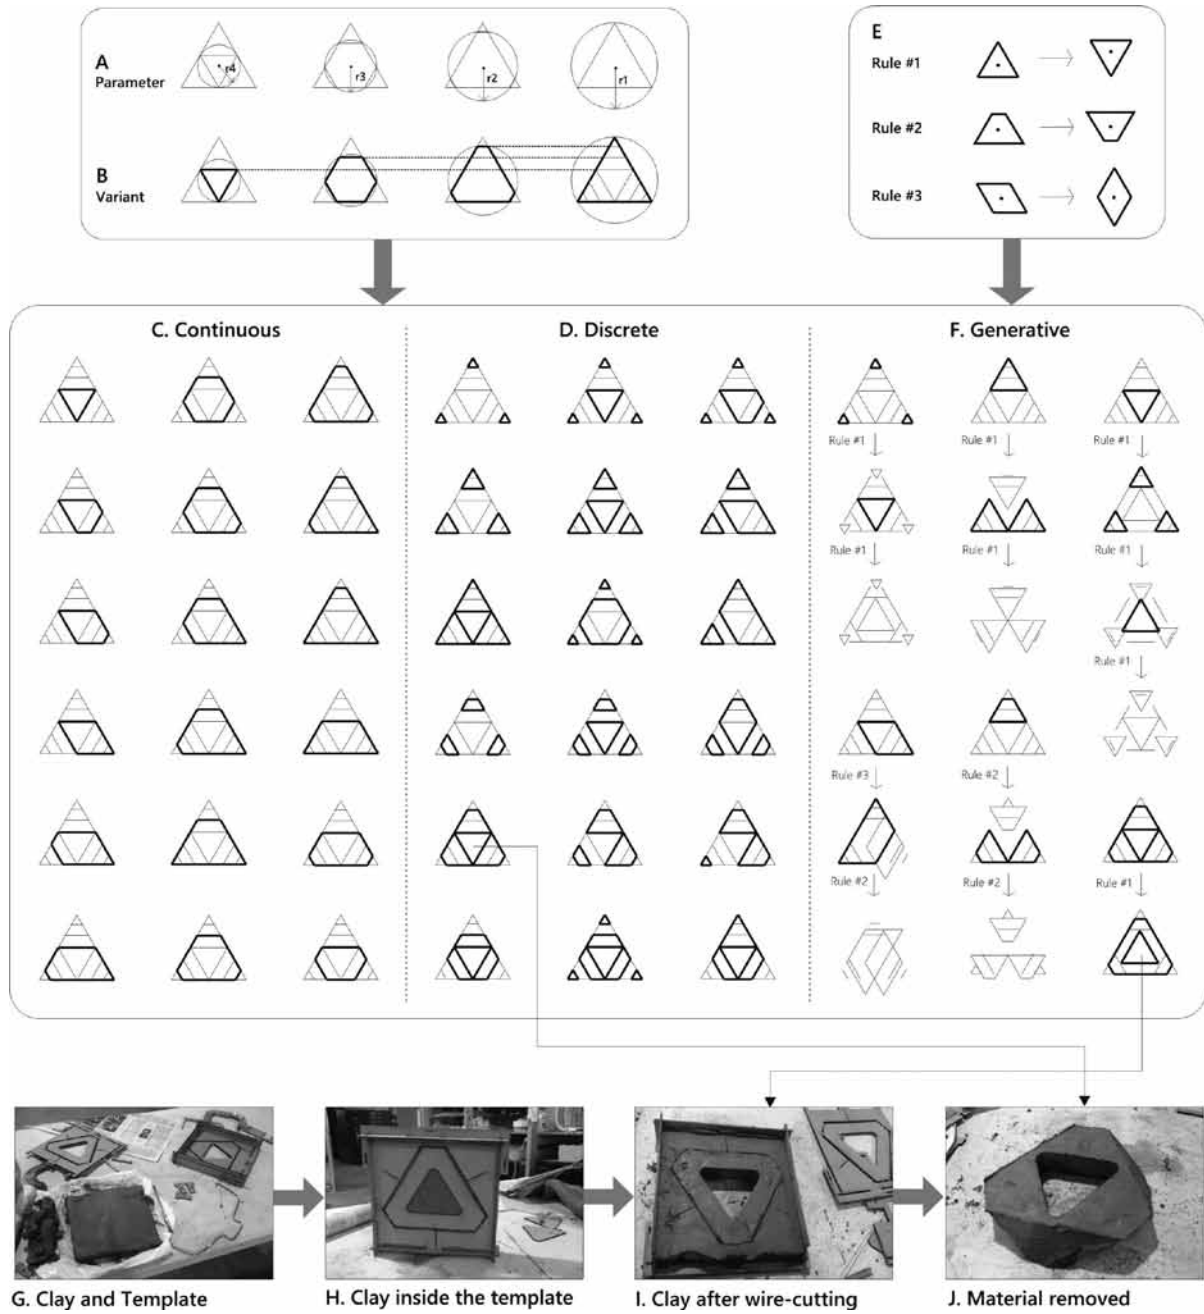 A
Parameter
r4
r3
r2
r1
B
Variant
E
Rule #1
Rule #2
Rule #3
C. Continuous
D. Discrete
F. Generative
Rule #1
Rule #1
Rule #1
Rule #1
Rule #1
Rule #1
Rule #1
Rule #3
Rule #2
Rule #2
Rule #2
Rule #1
G. Clay and Template
H. Clay inside the template
I. Clay after wire-cutting
J. Material removed